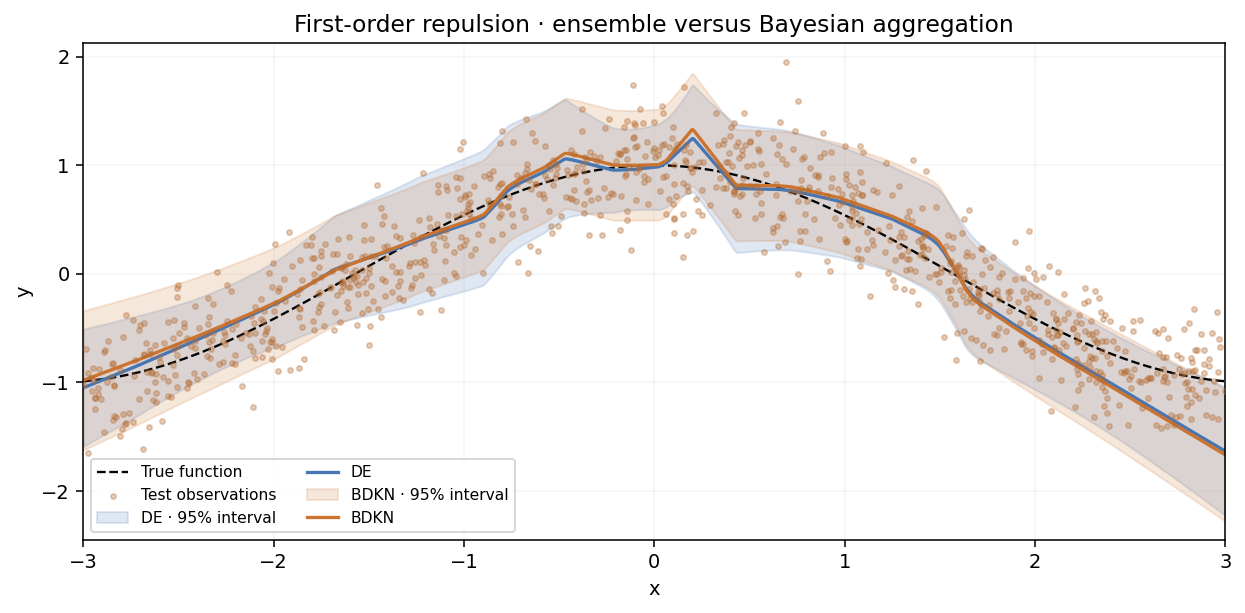 First-order repulsion · ensemble versus Bayesian aggregation
2
1
0
−1
−2
y
True function
Test observations
DE · 95% interval
DE
BDKN · 95% interval
BDKN
−3
−2
−1
0
1
2
3
x